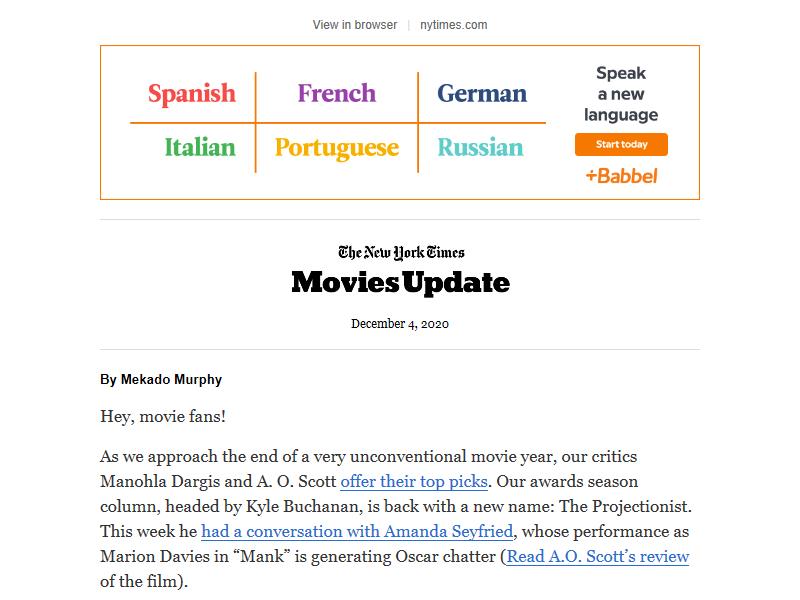 View in browser | nytimes.com
Spanish French German
Italian Portuguese Russian
Speak
a new
language
Start today
+Babbel
The New York Times
Movies Update
December 4, 2020
By Mekado Murphy
Hey, movie fans!
As we approach the end of a very unconventional movie year, our critics
Manohla Dargis and A. O. Scott offer their top picks. Our awards season
column, headed by Kyle Buchanan, is back with a new name: The Projectionist.
This week he had a conversation with Amanda Seyfried, whose performance as
Marion Davies in “Mank” is generating Oscar chatter (Read A.O. Scott’s review
of the film).